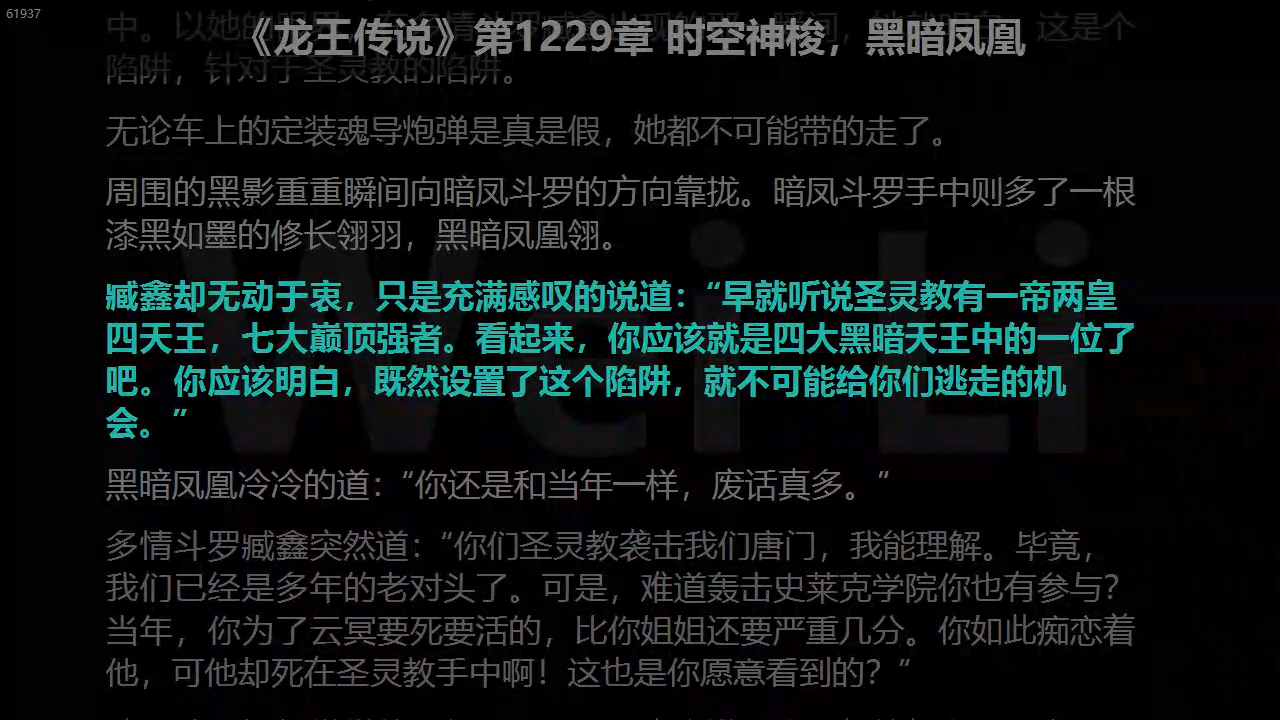 61937
《龙王传说》第1229章 时空神梭，黑暗凤凰
陷阱，针对于圣灵教的陷阱。
无论车上的定装魂导炮弹是真是假，她都不可能带的走了。
周围的黑影重重瞬间向暗凤斗罗的方向靠拢。暗凤斗罗手中则多了一根
漆黑如墨的修长翎羽，黑暗凤凰翎。
臧鑫却无动于衷，只是充满感叹的说道：“早就听说圣灵教有一帝两皇
四天王，七大巅顶强者。看起来，你应该就是四大黑暗天王中的一位了
吧。你应该明白，既然设置了这个陷阱，就不可能给你们逃走的机
会。”
黑暗凤凰冷冷的道：“你还是和当年一样，废话真多。”
多情斗罗臧鑫突然道：“你们圣灵教袭击我们唐门，我能理解。毕竟，
我们已经是多年的老对头了。可是，难道轰击史莱克学院你也有参与？
当年，你为了云冥要死要活的，比你姐姐还要严重几分。你如此痴恋着
他，可他却死在圣灵教手中啊！这也是你愿意看到的？”
Wei Li